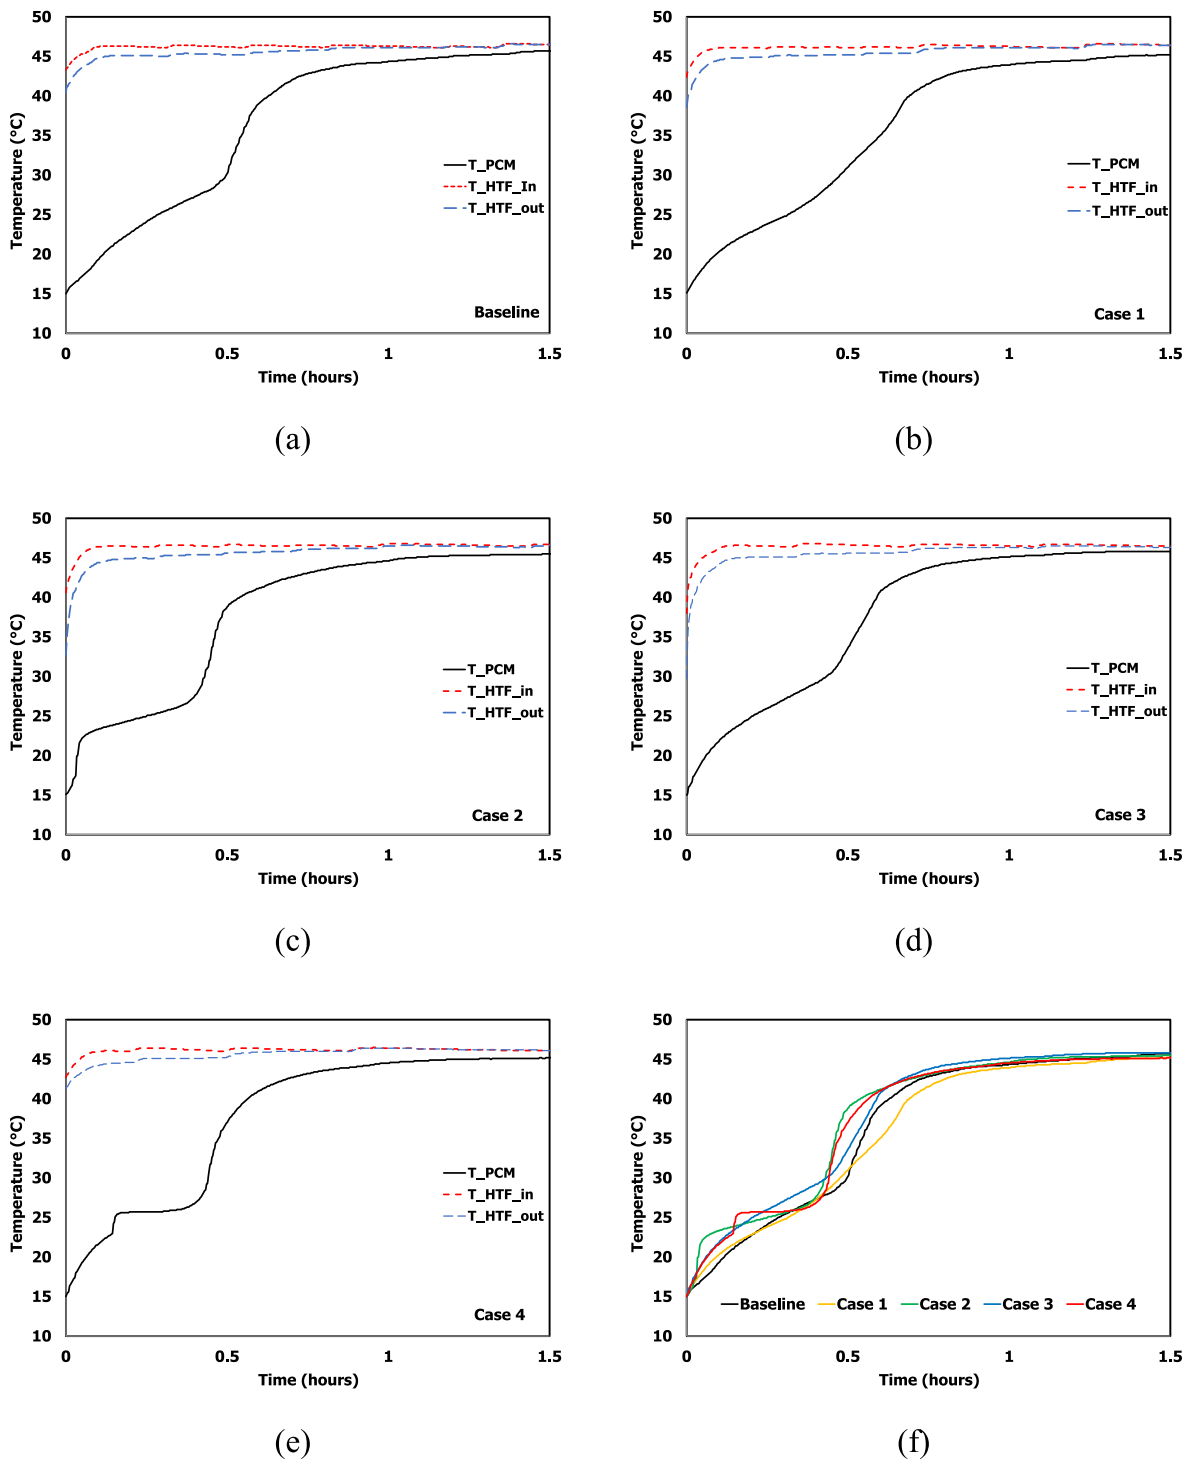 50
45
40
35
30
25
20
15
10
Temperature (°C)
T_PCM
T_HTF_In
T_HTF_out
Baseline
0 0.5 1 1.5
Time (hours)
(a)
50
45
40
35
30
25
20
15
10
Temperature (°C)
T_PCM
T_HTF_in
T_HTF_out
Case 1
0 0.5 1 1.5
Time (hours)
(b)
50
45
40
35
30
25
20
15
10
Temperature (°C)
T_PCM
T_HTF_in
T_HTF_out
Case 2
0 0.5 1 1.5
Time (hours)
(c)
50
45
40
35
30
25
20
15
10
Temperature (°C)
T_PCM
T_HTF_in
T_HTF_out
Case 3
0 0.5 1 1.5
Time (hours)
(d)
50
45
40
35
30
25
20
15
10
Temperature (°C)
T_PCM
T_HTF_in
T_HTF_out
Case 4
0 0.5 1 1.5
Time (hours)
(e)
50
45
40
35
30
25
20
15
10
Temperature (°C)
Baseline Case 1 Case 2 Case 3 Case 4
0 0.5 1 1.5
Time (hours)
(f)